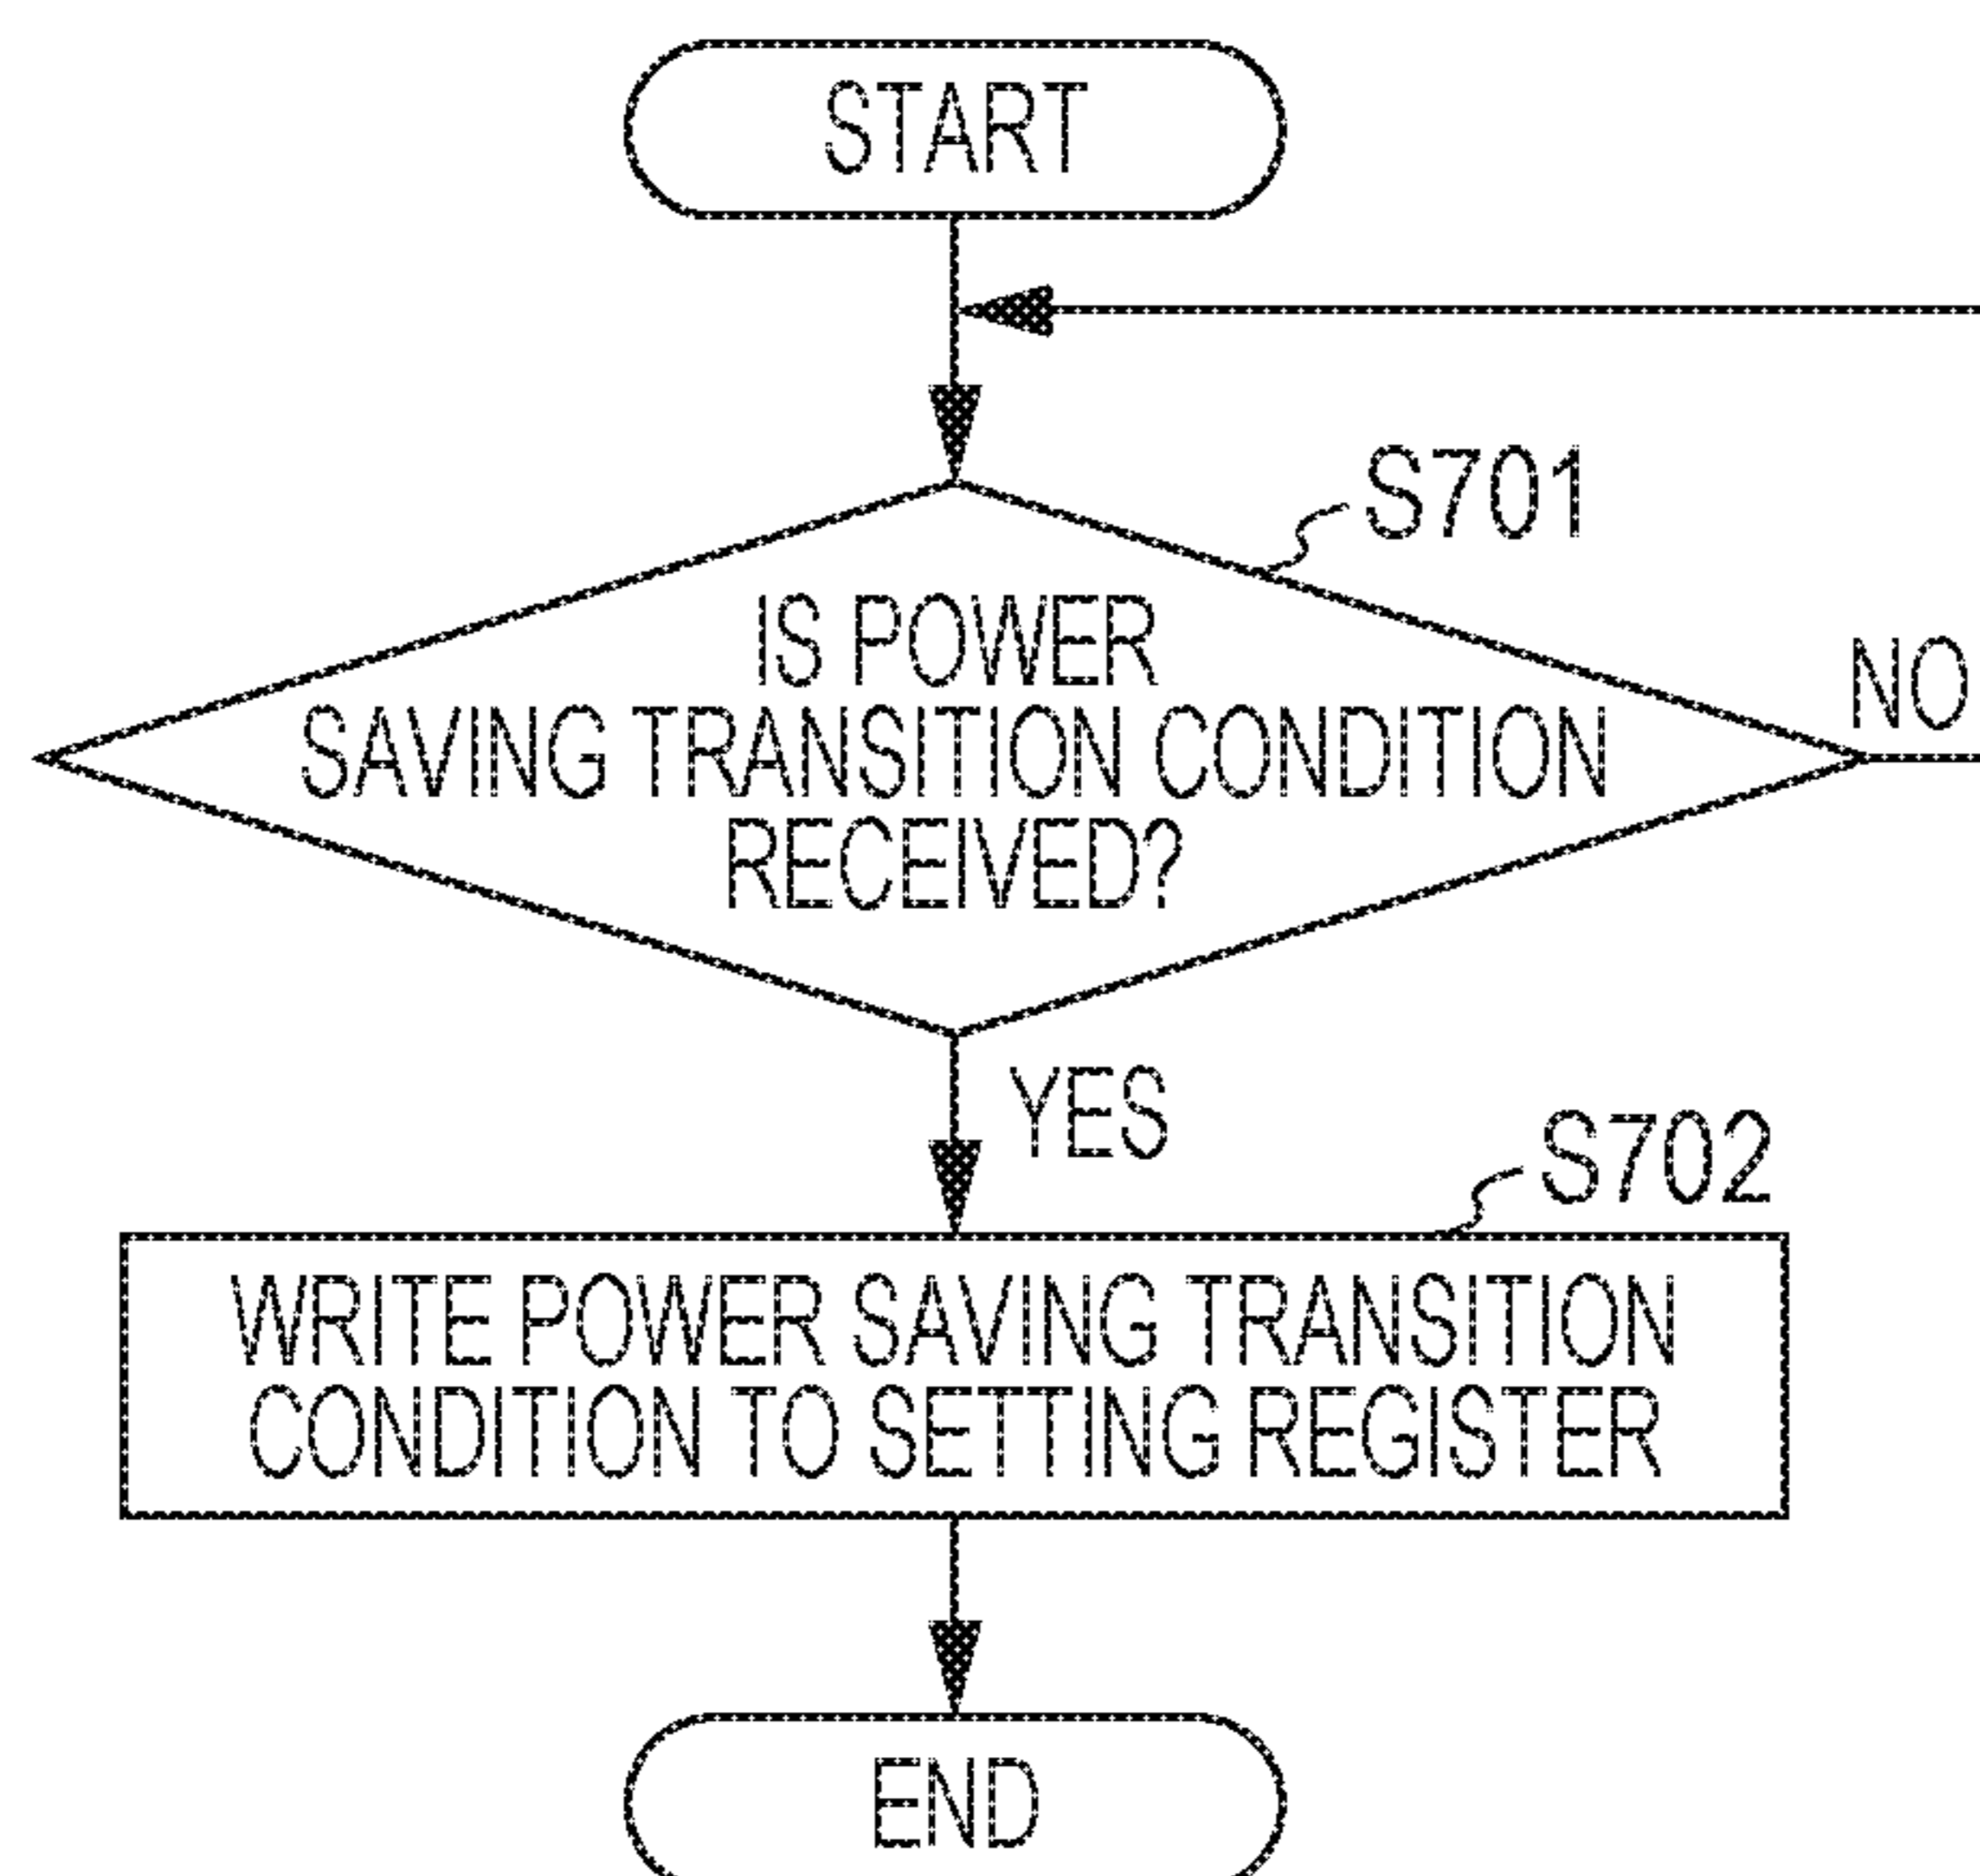 START
S701
IS POWER
SAVING TRANSITION CONDITION
RECEIVED?
NO
YES
S702
WRITE POWER SAVING TRANSITION
CONDITION TO SETTING REGISTER
END